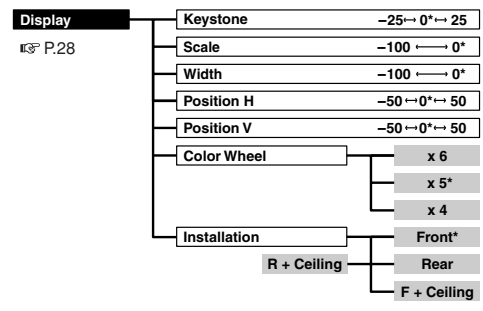 Display
Keystone −25↔ 0*↔ 25
☞ P.28
Scale −100 ⟷ 0*
Width −100 ⟷ 0*
Position H −50↔0*↔ 50
Position V −50↔0*↔ 50
Color Wheel
x 6
x 5*
x 4
Installation
Front*
R + Ceiling
Rear
F + Ceiling